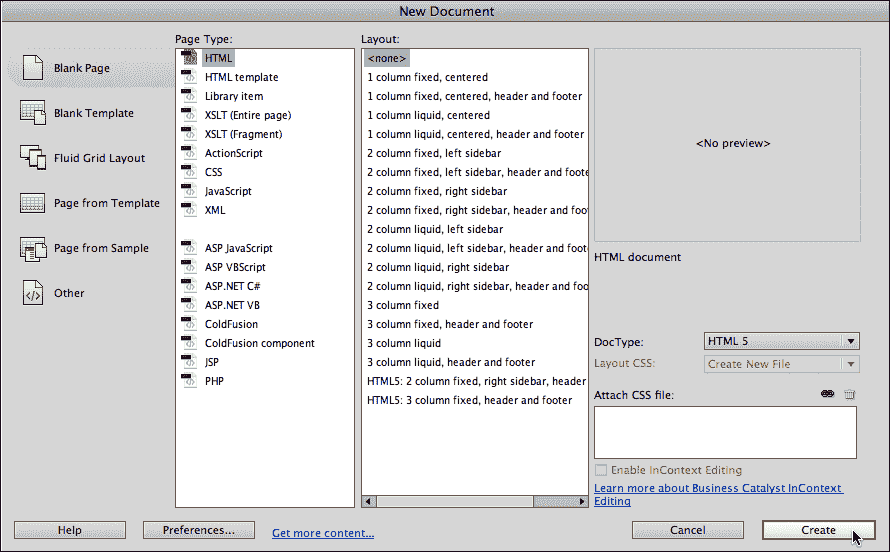 New Document
Blank Page
Blank Template
Fluid Grid Layout
Page from Template
Page from Sample
Other
Page Type:
HTML
HTML template
Library item
XSLT (Entire page)
XSLT (Fragment)
ActionScript
CSS
JavaScript
XML
ASP JavaScript
ASP VBScript
ASP.NET C#
ASP.NET VB
ColdFusion
ColdFusion component
JSP
PHP
Layout:
<none>
1 column fixed, centered
1 column fixed, centered, header and footer
1 column liquid, centered
1 column liquid, centered, header and footer
2 column fixed, left sidebar
2 column fixed, left sidebar, header and foote
2 column fixed, right sidebar
2 column fixed, right sidebar, header and foo
2 column liquid, left sidebar
2 column liquid, left sidebar, header and foot
2 column liquid, right sidebar
2 column liquid, right sidebar, header and foo
3 column fixed
3 column fixed, header and footer
3 column liquid
3 column liquid, header and footer
HTML5: 2 column fixed, right sidebar, header
HTML5: 3 column fixed, header and footer
<No preview>
HTML document
DocType:
HTML 5
Layout CSS:
Create New File
Attach CSS file:
Enable InContext Editing
Learn more about Business Catalyst InContext
Editing
Help
Preferences...
Get more content...
Cancel
Create